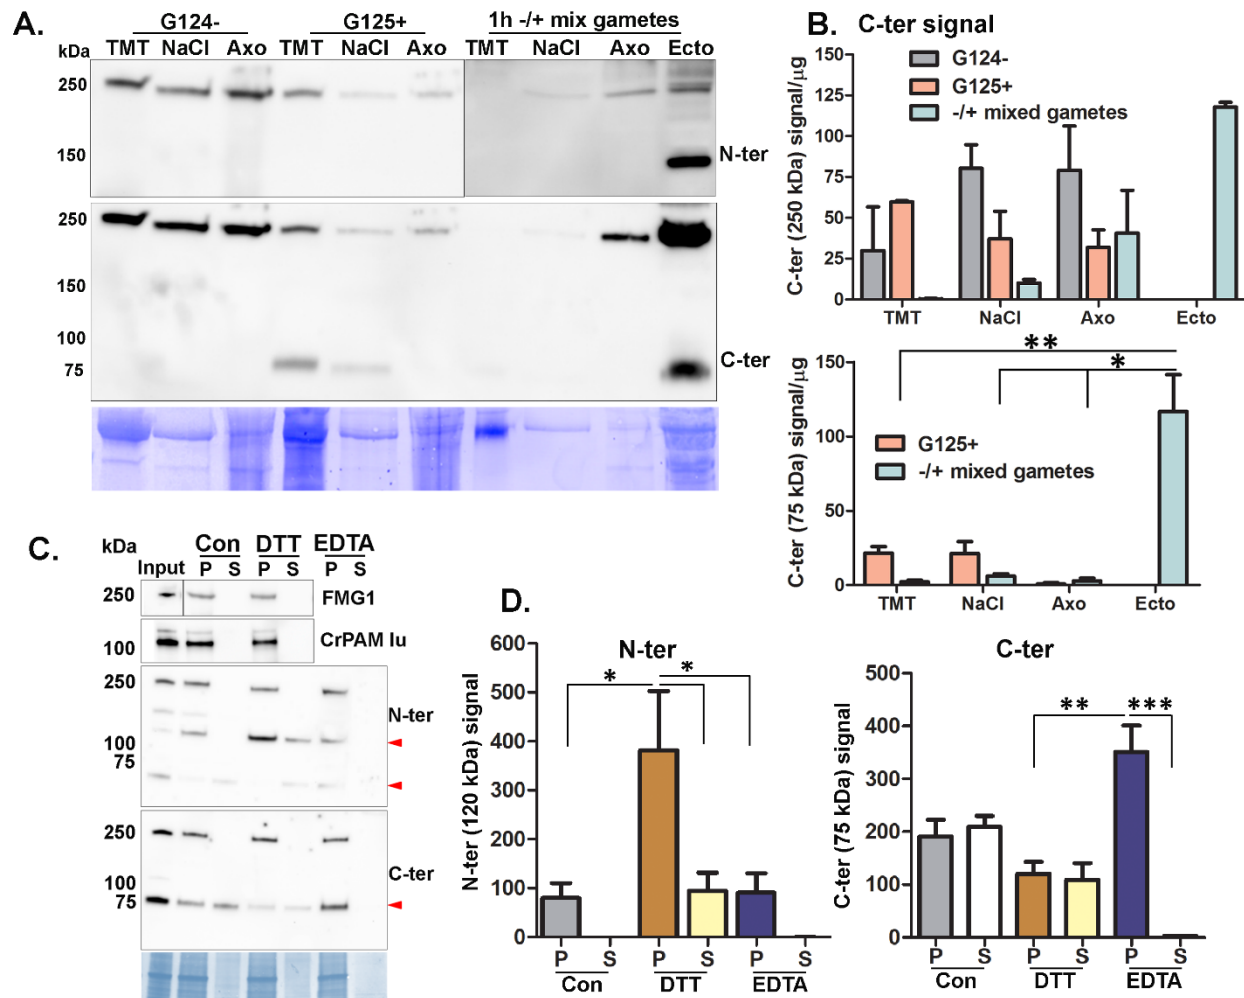 A.
G124-
G125+
1h -/+ mix gametes
kDa
TMT NaCl Axo TMT NaCl Axo TMT NaCl Axo Ecto
250
150
N-ter
250
150
100
75
C-ter
B.
C-ter signal
C-ter (250 kDa) signal/µg
150
125
100
75
50
25
0
G124-
G125+
-/+ mixed gametes
TMT NaCl Axo Ecto
C-ter (75 kDa) signal/µg
150
100
50
0
**
*
G125+
-/+ mixed gametes
TMT NaCl Axo Ecto
C.
kDa
Con DTT EDTA
Input P S P S P S
250
FMG1
100
CrPAM lu
250
100
75
N-ter
250
100
75
C-ter
D.
N-ter
N-ter (120 kDa) signal
600
500
400
300
200
100
0
* *
P S P S P S
Con DTT EDTA
C-ter
C-ter (75 kDa) signal
500
400
300
200
100
0
** ***
P S P S P S
Con DTT EDTA